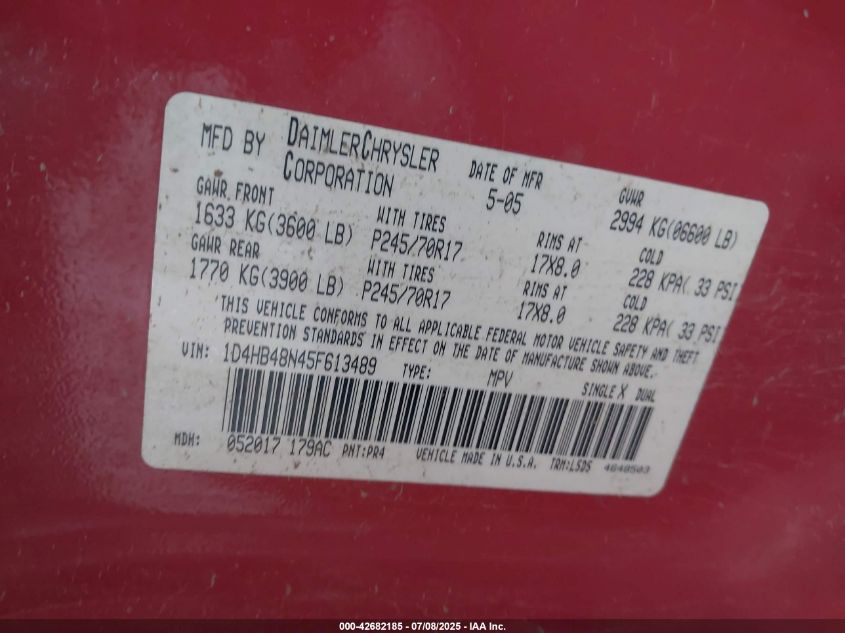 MFD BY DAIMLERCHRYSLER CORPORATION DATE OF MFR 5-05 GVWR 2994 KG(06600 LB)
GAWR FRONT 1633 KG(3600 LB) WITH TIRES P245/70R17 RIMS AT 17X8.0 COLD 228 KPA( 33 PSI
GAWR REAR 1770 KG(3900 LB) WITH TIRES P245/70R17 RIMS AT 17X8.0 COLD 228 KPA( 33 PSI
THIS VEHICLE CONFORMS TO ALL APPLICABLE FEDERAL MOTOR VEHICLE SAFETY AND THEFT
PREVENTION STANDARDS IN EFFECT ON THE DATE OF MANUFACTURE SHOWN ABOVE.
VIN: 1D4HB48N45F613489 TYPE: MPV SINGLE X DUAL
MDH: 052017 179AC PNT:PR4 VEHICLE MADE IN U.S.A. TRM:LSDS 4648503
000-42682185 - 07/08/2025 - IAA Inc.